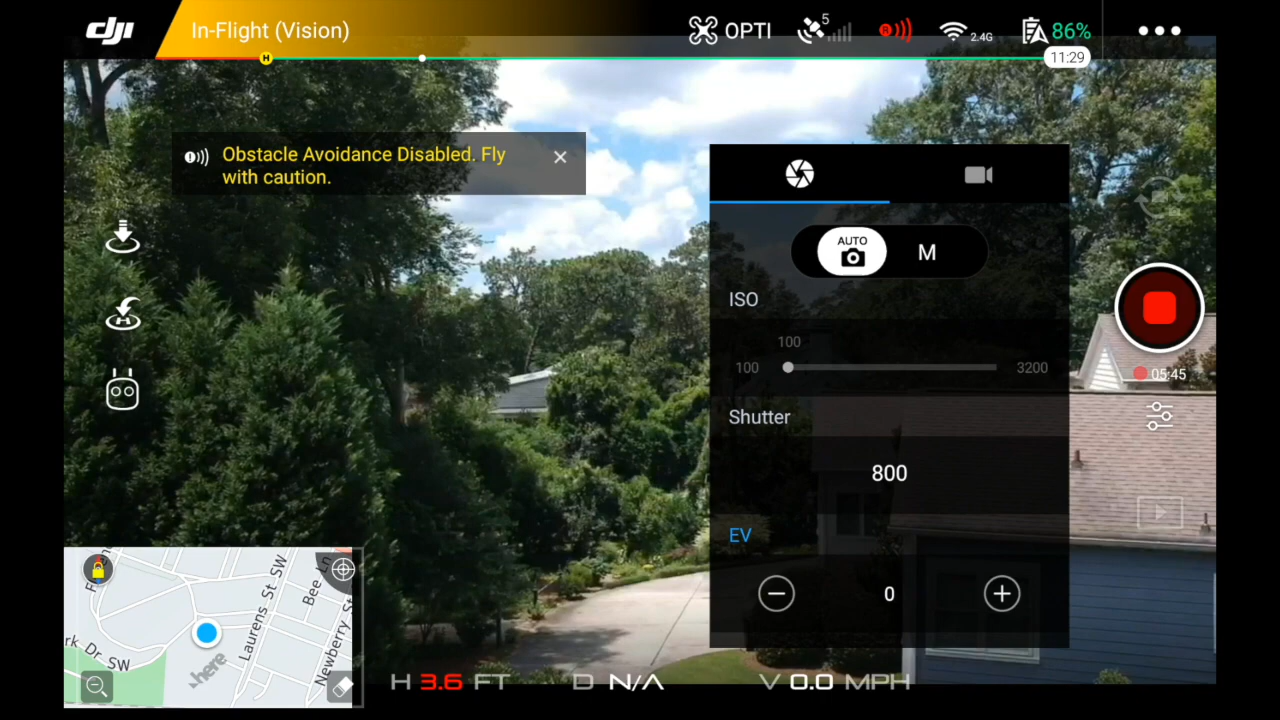 dji
In-Flight (Vision)
OPTI
5
2.4G
86%
H
11:29
Obstacle Avoidance Disabled. Fly
with caution.
AUTO
M
ISO
100
100
3200
Shutter
800
EV
0
05:45
Laurens St SW
Bee Ln
Newberry St
rk Dr SW
here
H 3.6 FT
D N/A
V 0.0 MPH